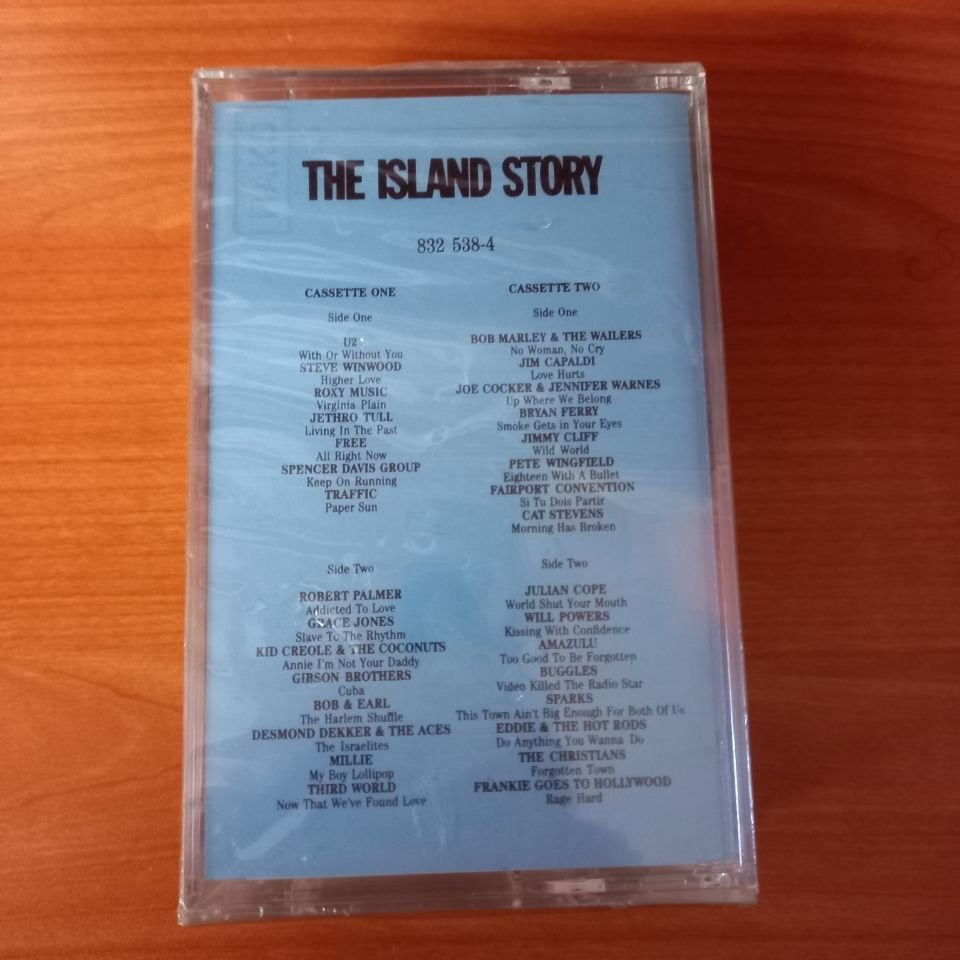 THE ISLAND STORY
832 538-4
CASSETTE ONE
Side One
U2
With Or Without You
STEVE WINWOOD
Higher Love
ROXY MUSIC
Virginia Plain
JETHRO TULL
Living In The Past
FREE
All Right Now
SPENCER DAVIS GROUP
Keep On Running
TRAFFIC
Paper Sun
Side Two
ROBERT PALMER
Addicted To Love
GRACE JONES
Slave To The Rhythm
KID CREOLE & THE COCONUTS
Annie I'm Not Your Daddy
GIBSON BROTHERS
Cuba
BOB & EARL
The Harlem Shuffle
DESMOND DEKKER & THE ACES
The Israelites
MILLIE
My Boy Lollipop
THIRD WORLD
Now That We've Found Love
CASSETTE TWO
Side One
BOB MARLEY & THE WAILERS
No Woman, No Cry
JIM CAPALDI
Love Hurts
JOE COCKER & JENNIFER WARNES
Up Where We Belong
BRYAN FERRY
Smoke Gets in Your Eyes
JIMMY CLIFF
Wild World
PETE WINGFIELD
Eighteen With A Bullet
FAIRPORT CONVENTION
Si Tu Dois Partir
CAT STEVENS
Morning Has Broken
Side Two
JULIAN COPE
World Shut Your Mouth
WILL POWERS
Kissing With Confidence
AMAZULU
Too Good To Be Forgotten
BUGGLES
Video Killed The Radio Star
SPARKS
This Town Ain't Big Enough For Both Of Us
EDDIE & THE HOT RODS
Do Anything You Wanna Do
THE CHRISTIANS
Forgotten Town
FRANKIE GOES TO HOLLYWOOD
Rage Hard